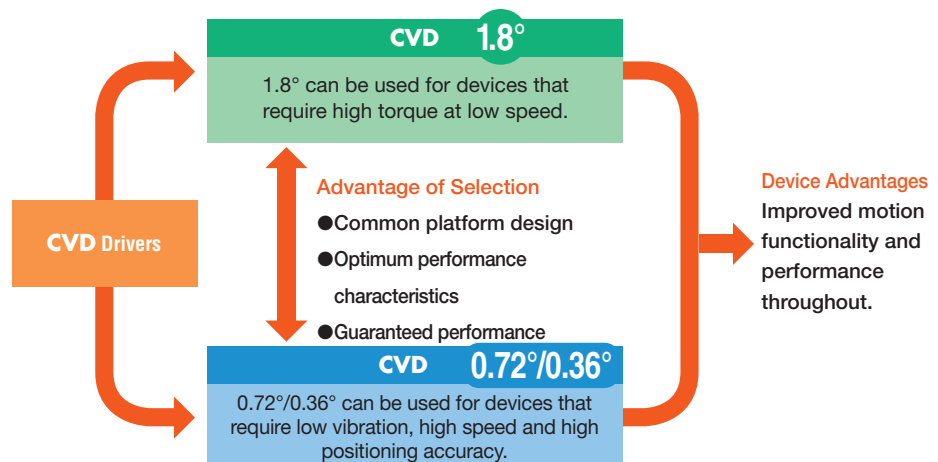 CVD 1.8°
1.8° can be used for devices that
require high torque at low speed.
CVD Drivers
Advantage of Selection
●Common platform design
●Optimum performance
characteristics
●Guaranteed performance
Device Advantages
Improved motion
functionality and
performance
throughout.
CVD 0.72°/0.36°
0.72°/0.36° can be used for devices that
require low vibration, high speed and high
positioning accuracy.